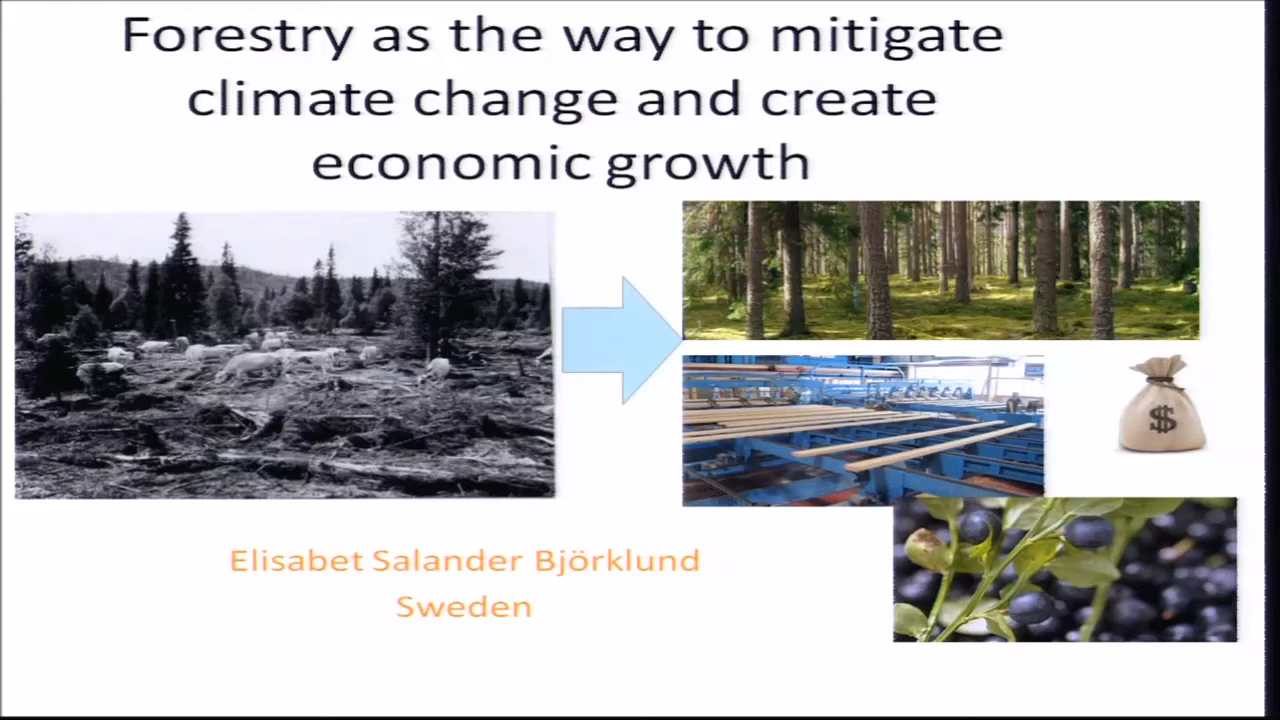 Forestry as the way to mitigate
climate change and create
economic growth
$
Elisabet Salander Björklund
Sweden